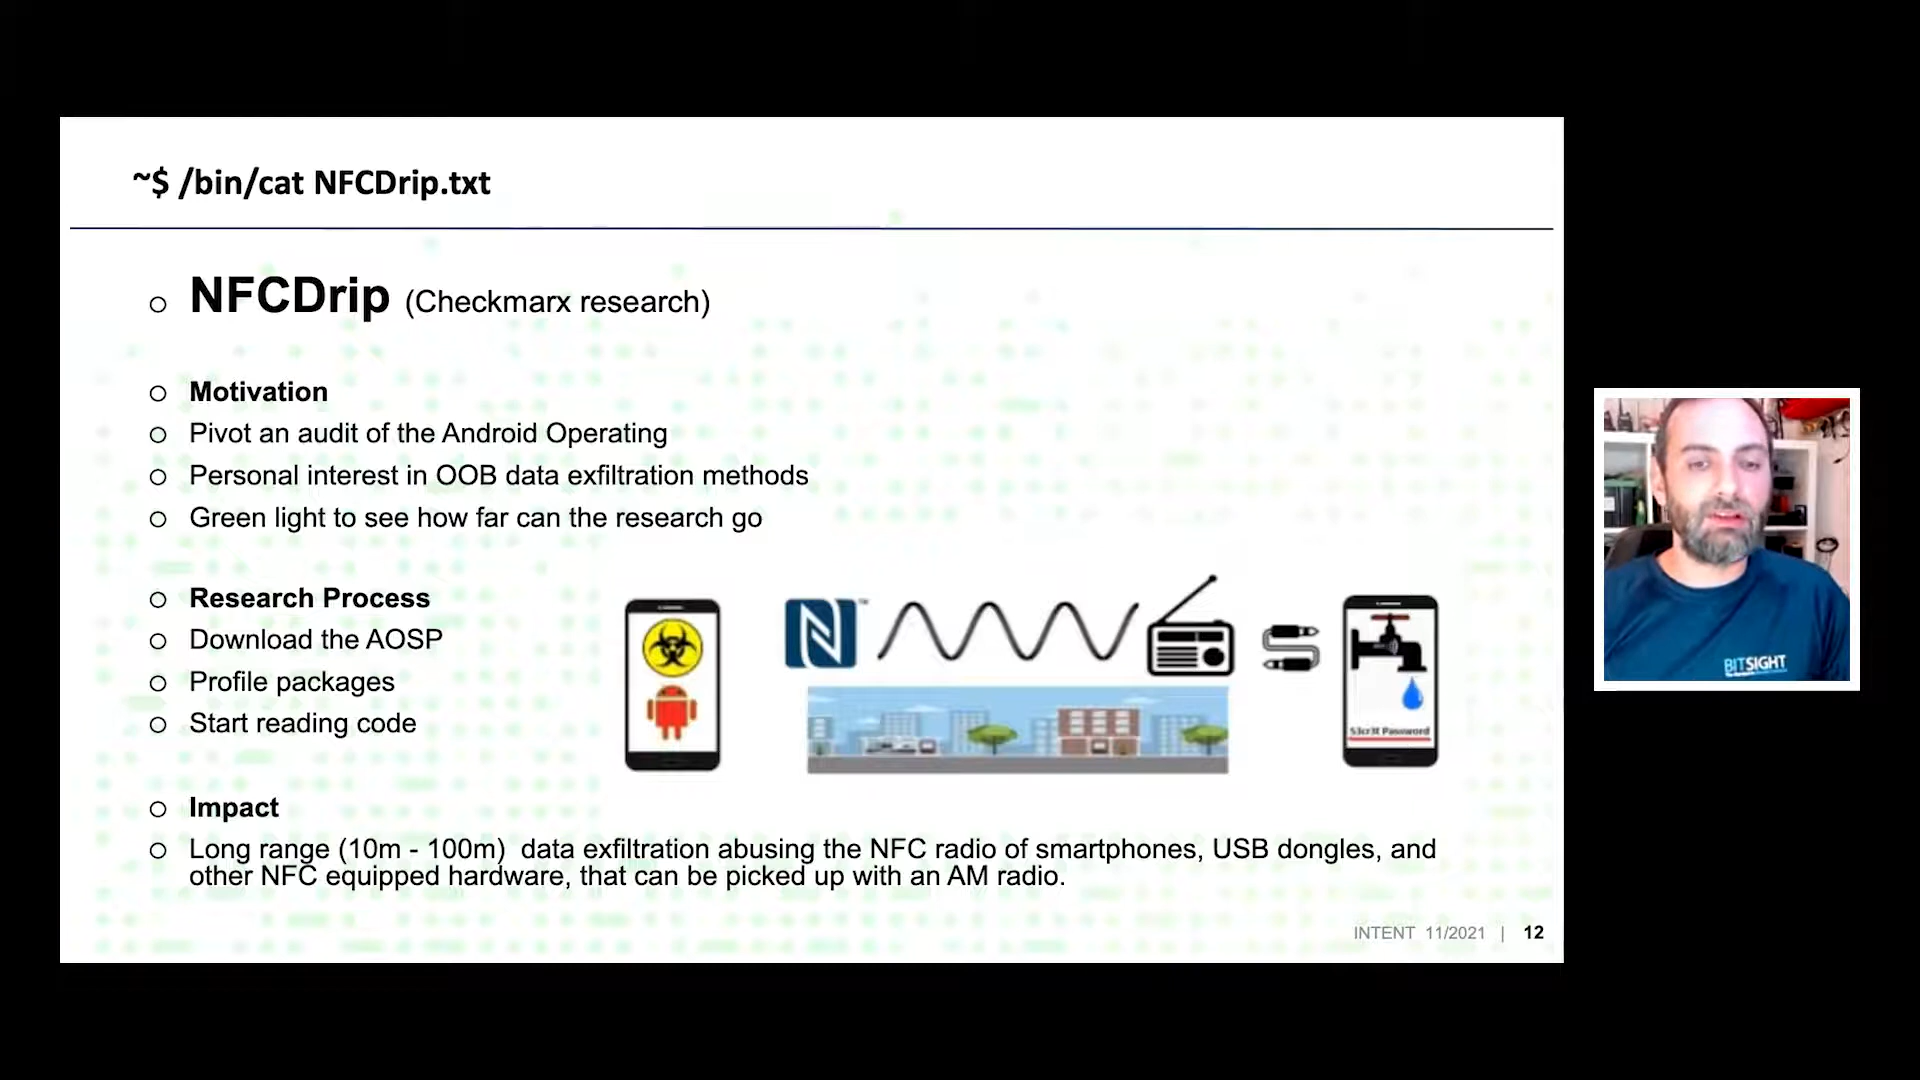 ~$ /bin/cat NFCDrip.txt
NFCDrip (Checkmarx research)
Motivation
Pivot an audit of the Android Operating
Personal interest in OOB data exfiltration methods
Green light to see how far can the research go
Research Process
Download the AOSP
Profile packages
Start reading code
TM
S3cr3t Password
Impact
Long range (10m - 100m) data exfiltration abusing the NFC radio of smartphones, USB dongles, and
other NFC equipped hardware, that can be picked up with an AM radio.
INTENT 11/2021 | 12
BITSIGHT